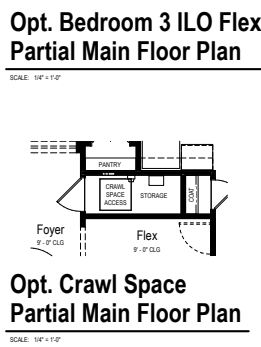 Opt. Bedroom 3 ILO Flex
Partial Main Floor Plan
SCALE: 1/4" = 1'-0"
PANTRY
CRAWL
SPACE
ACCESS
STORAGE
COAT
Foyer
9' - 0" CLG
Flex
9' - 0" CLG
Opt. Crawl Space
Partial Main Floor Plan
SCALE: 1/4" = 1'-0"